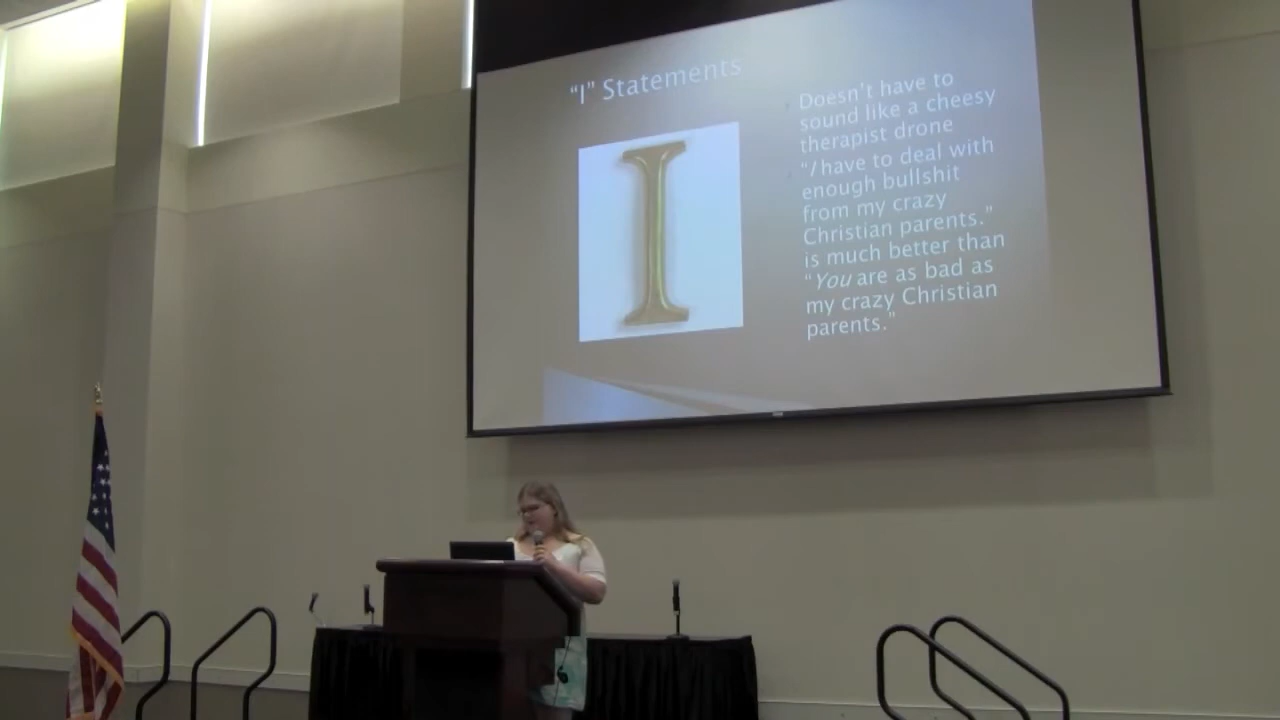 "I" Statements
I
Doesn't have to
sound like a cheesy
therapist drone
"I have to deal with
enough bullshit
from my crazy
Christian parents."
is much better than
"You are as bad as
my crazy Christian
parents."